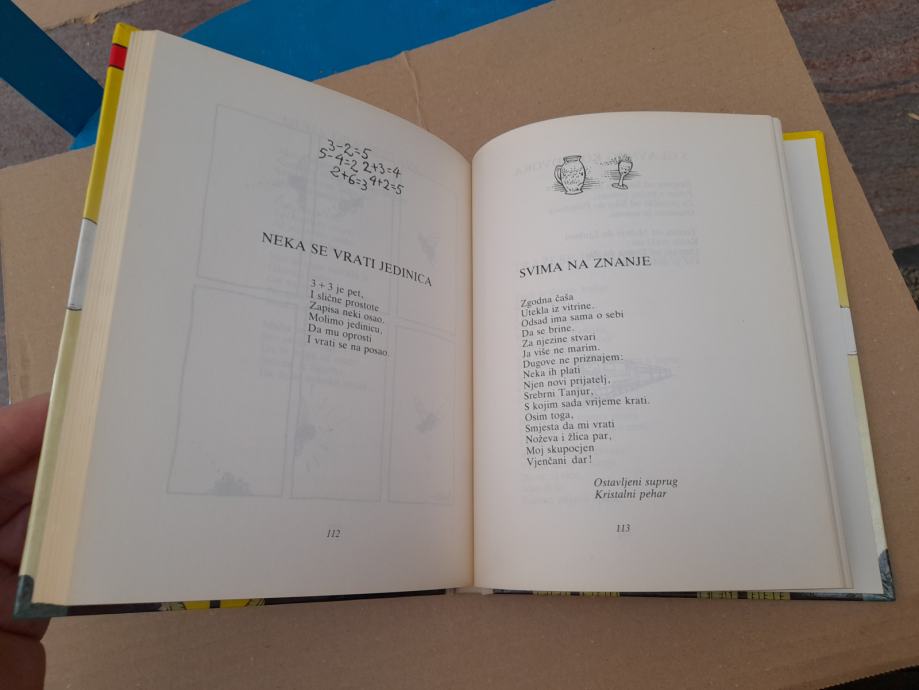 3-2=5
5-4=2 2+3=4
2+6=3 4+2=5
NEKA SE VRATI JEDINICA
3 + 3 je pet,
I slične prostote
Zapisa neki osao.
Molimo jedinicu,
Da mu oprosti
I vrati se na posao.
112
SVIMA NA ZNANJE
Zgodna čaša
Utekla iz vitrine.
Odsad ima sama o sebi
Da se brine.
Za njezine stvari
Ja više ne marim.
Dugove ne priznajem:
Neka ih plati
Njen novi prijatelj,
Srebrni Tanjur,
S kojim sada vrijeme krati.
Osim toga,
Smjesta da mi vrati
Noževa i žlica par,
Moj skupocjen
Vjenčani dar!
Ostavljeni suprug
Kristalni pehar
113